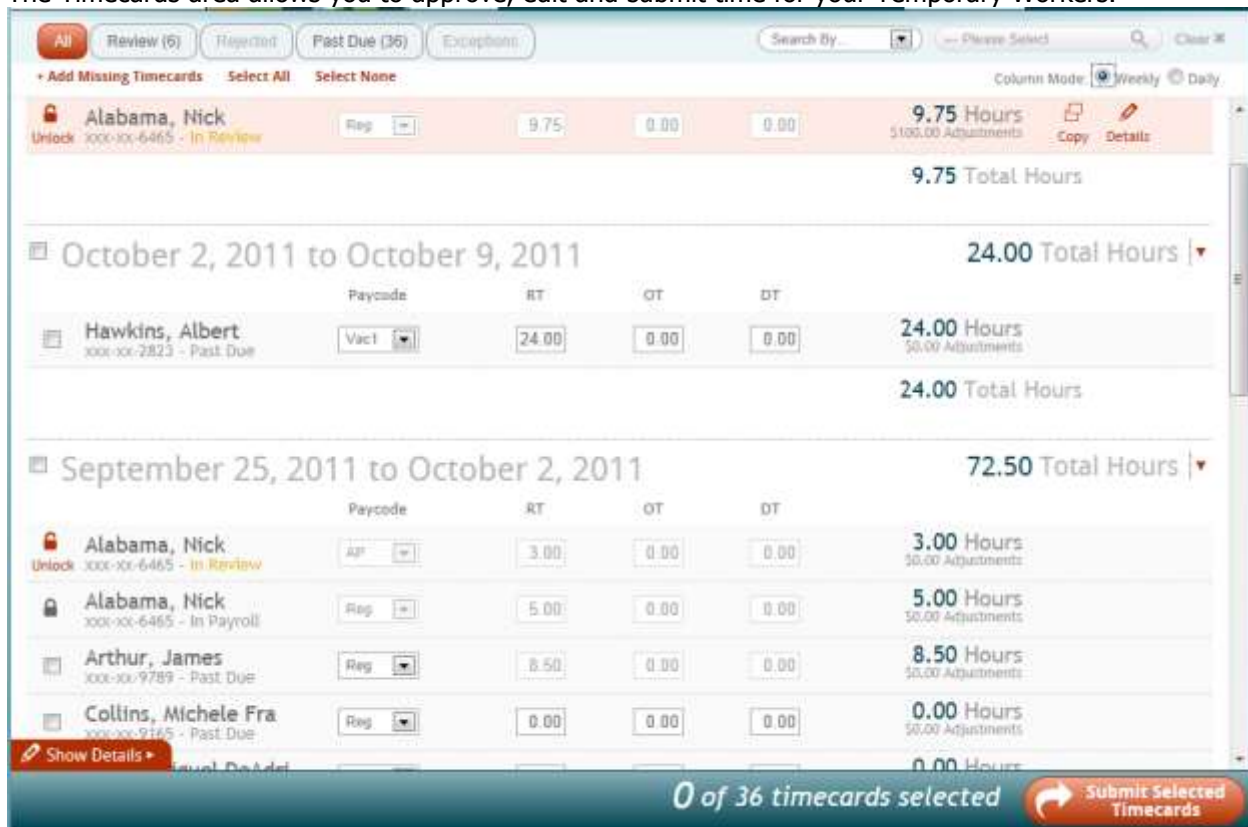 The Timecards area allows you to approve, edit and submit time for your Temporary Workers.
All Review (6) Rejected Past Due (36) Exceptions Search By... --- Please Select Clear
+ Add Missing Timecards Select All Select None Column Mode: Weekly Daily
Alabama, Nick Reg 9.75 0.00 0.00 9.75 Hours
Unlock xxx-xx-6465 - In Review $100.00 Adjustments Copy Details
9.75 Total Hours
October 2, 2011 to October 9, 2011 24.00 Total Hours
Paycode RT OT DT
Hawkins, Albert Vac1 24.00 0.00 0.00 24.00 Hours
xxx-xx-2823 - Past Due $0.00 Adjustments
24.00 Total Hours
September 25, 2011 to October 2, 2011 72.50 Total Hours
Paycode RT OT DT
Alabama, Nick AP 3.00 0.00 0.00 3.00 Hours
Unlock xxx-xx-6465 - In Review $0.00 Adjustments
Alabama, Nick Reg 5.00 0.00 0.00 5.00 Hours
xxx-xx-6465 - In Payroll $0.00 Adjustments
Arthur, James Reg 8.50 0.00 0.00 8.50 Hours
xxx-xx-9789 - Past Due $0.00 Adjustments
Collins, Michele Fra Reg 0.00 0.00 0.00 0.00 Hours
xxx-xx-9165 - Past Due $0.00 Adjustments
Show Details 0.00 Hours
0 of 36 timecards selected Submit Selected
Timecards